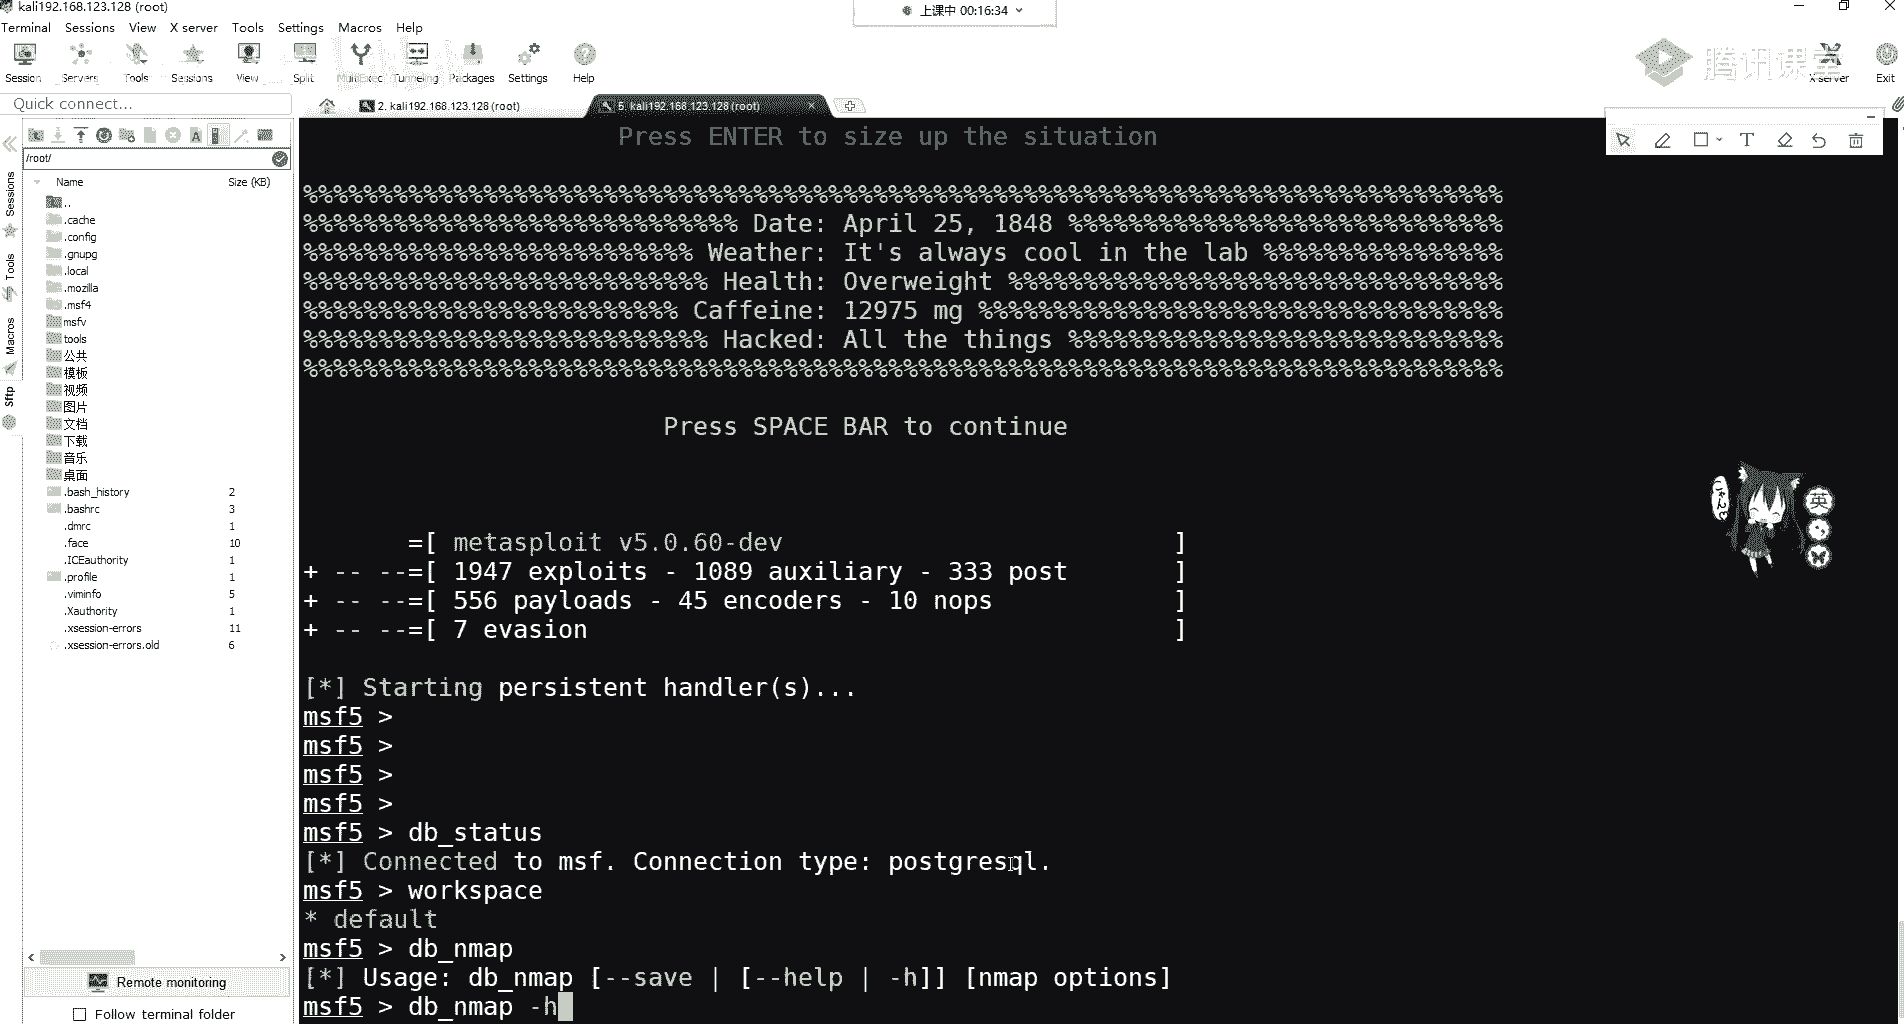 kali192.168.123.128 (root)
上课中 00:16:34
Terminal Sessions View X server Tools Settings Macros Help
Session Servers Tools Sessions View Split MultiExec Tunneling Packages Settings Help X server Exit
腾讯课堂
Quick connect...
2. kali192.168.123.128 (root)
5. kali192.168.123.128 (root)
/root/
Name Size (KB)
..
.cache
.config
.gnupg
.local
.mozilla
.msf4
msfv
tools
公共
模板
视频
图片
文档
下载
音乐
桌面
.bash_history 2
.bashrc 3
.dmrc 1
.face 10
.ICEauthority 1
.profile 1
.viminfo 5
.Xauthority 1
.xsession-errors 11
.xsession-errors.old 6
Remote monitoring
Follow terminal folder
Sessions
Tools
Macros
Sftp
Press ENTER to size up the situation
%%%%%%%%%%%%%%%%%%%%%%%%%%%%%%%%%%%%%%%%%%%%%%%%%%%%%%%%%%%%%%%%%%%%%%%%%%%%%%%%%%
%%%%%%%%%%%%%%%%%%%%%%%%%%%%% Date: April 25, 1848 %%%%%%%%%%%%%%%%%%%%%%%%%%%%%
%%%%%%%%%%%%%%%%%%%%%%%%%% Weather: It's always cool in the lab %%%%%%%%%%%%%%%%
%%%%%%%%%%%%%%%%%%%%%%%%%%% Health: Overweight %%%%%%%%%%%%%%%%%%%%%%%%%%%%%%%%%
%%%%%%%%%%%%%%%%%%%%%%%%% Caffeine: 12975 mg %%%%%%%%%%%%%%%%%%%%%%%%%%%%%%%%%%%
%%%%%%%%%%%%%%%%%%%%%%%%%%% Hacked: All the things %%%%%%%%%%%%%%%%%%%%%%%%%%%%%
%%%%%%%%%%%%%%%%%%%%%%%%%%%%%%%%%%%%%%%%%%%%%%%%%%%%%%%%%%%%%%%%%%%%%%%%%%%%%%%%%%
Press SPACE BAR to continue
=[ metasploit v5.0.60-dev ]
+ -- --=[ 1947 exploits - 1089 auxiliary - 333 post ]
+ -- --=[ 556 payloads - 45 encoders - 10 nops ]
+ -- --=[ 7 evasion ]
[*] Starting persistent handler(s)...
msf5 >
msf5 >
msf5 >
msf5 >
msf5 > db_status
[*] Connected to msf. Connection type: postgresql.
msf5 > workspace
* default
msf5 > db_nmap
[*] Usage: db_nmap [--save | [--help | -h]] [nmap options]
msf5 > db_nmap -h
英